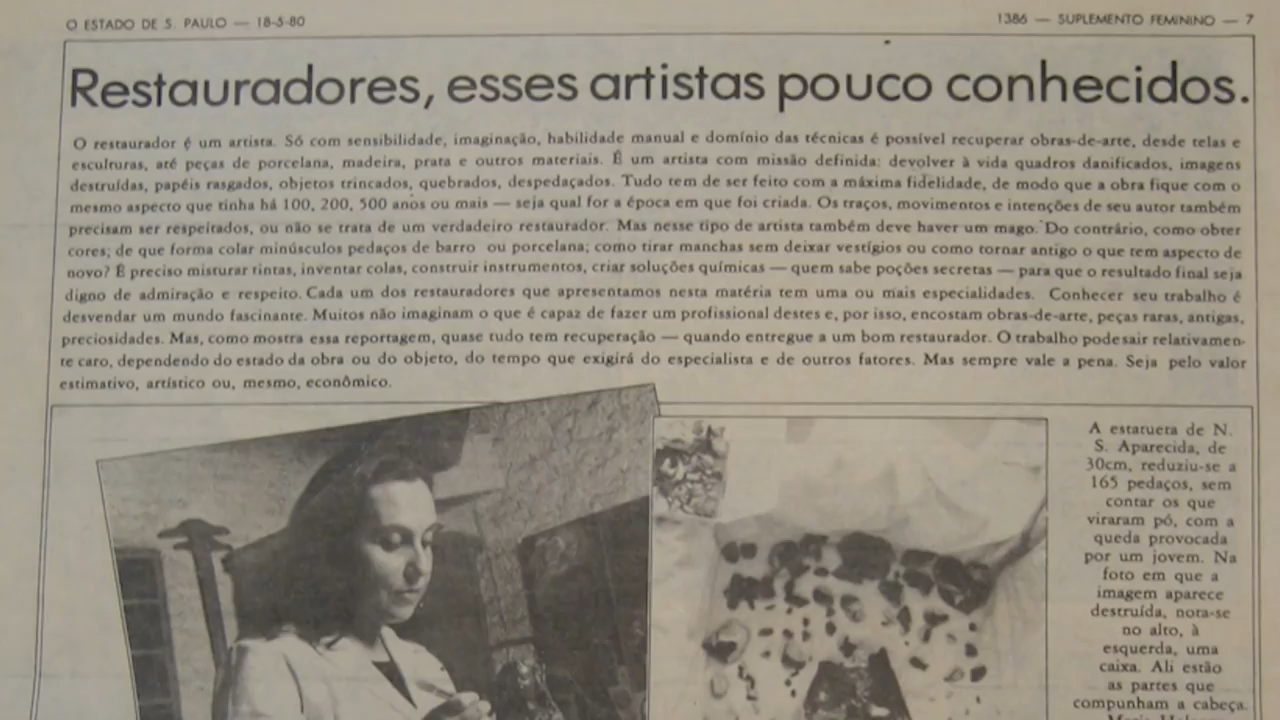 O ESTADO DE S. PAULO — 18-5-80
1386 — SUPLEMENTO FEMININO — 7
Restauradores, esses artistas pouco conhecidos.
O restaurador é um artista. Só com sensibilidade, imaginação, habilidade manual e domínio das técnicas é possível recuperar obras-de-arte, desde telas e
esculturas, até peças de porcelana, madeira, prata e outros materiais. É um artista com missão definida: devolver à vida quadros danificados, imagens
destruídas, papéis rasgados, objetos trincados, quebrados, despedaçados. Tudo tem de ser feito com a máxima fidelidade, de modo que a obra fique com o
mesmo aspecto que tinha há 100, 200, 500 anos ou mais — seja qual for a época em que foi criada. Os traços, movimentos e intenções de seu autor também
precisam ser respeitados, ou não se trata de um verdadeiro restaurador. Mas nesse tipo de artista também deve haver um mago. Do contrário, como obter
cores; de que forma colar minúsculos pedaços de barro ou porcelana; como tirar manchas sem deixar vestígios ou como tornar antigo o que tem aspecto de
novo? É preciso misturar tintas, inventar colas, construir instrumentos, criar soluções químicas — quem sabe poções secretas — para que o resultado final seja
digno de admiração e respeito. Cada um dos restauradores que apresentamos nesta matéria tem uma ou mais especialidades. Conhecer seu trabalho é
desvendar um mundo fascinante. Muitos não imaginam o que é capaz de fazer um profissional destes e, por isso, encostam obras-de-arte, peças raras, antigas,
preciosidades. Mas, como mostra essa reportagem, quase tudo tem recuperação — quando entregue a um bom restaurador. O trabalho pode sair relativamen-
te caro, dependendo do estado da obra ou do objeto, do tempo que exigirá do especialista e de outros fatores. Mas sempre vale a pena. Seja pelo valor
estimativo, artístico ou, mesmo, econômico.
A estatueta de N.
S. Aparecida, de
30cm, reduziu-se a
165 pedaços, sem
contar os que
viraram pó, com a
queda provocada
por um jovem. Na
foto em que a
imagem aparece
destruída, nota-se
no alto, à
esquerda, uma
caixa. Ali estão
as partes que
compunham a cabeça.